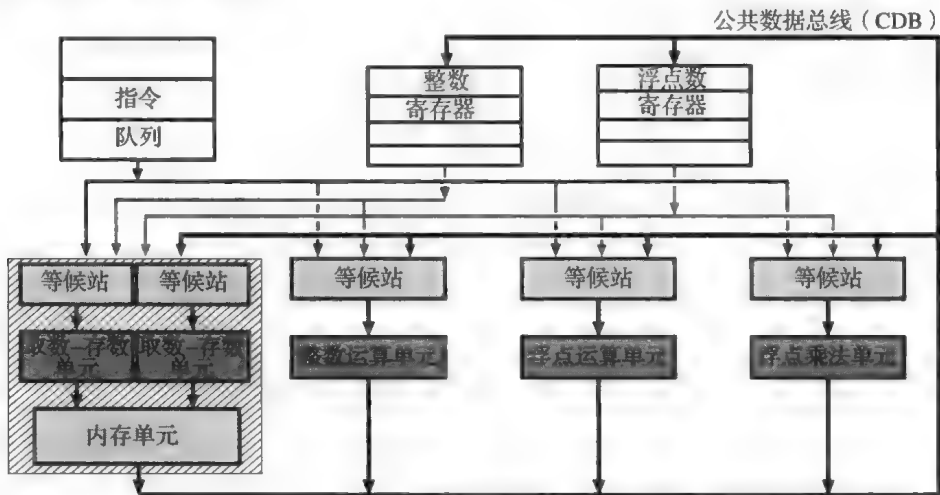 公共数据总线（CDB）
指令
队列
整数
寄存器
浮点数
寄存器
等候站
等候站
等候站
等候站
等候站
取数-存数
单元
取数-存数
单元
整数运算单元
浮点运算单元
浮点乘法单元
内存单元